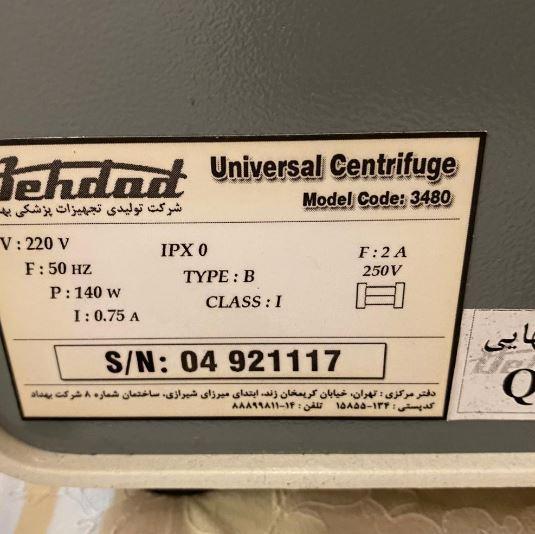 Behdad
Universal Centrifuge
شرکت تولیدی تجهیزات پزشکی
Model Code: 3480
V : 220 V
IPX 0
F : 2 A
F : 50 HZ
TYPE : B
250V
P : 140 W
CLASS : I
I : 0.75 A
S/N: 04 921117
دفتر مرکزی : تهران، خیابان کریمخان زند، ابتدای میرزای شیرازی، ساختمان شماره ۸ شرکت بهداد
کدپستی : ۱۳۴-۱۵۸۵۵ تلفن : ۱۴-۸۸۸۹۹۸۱۱